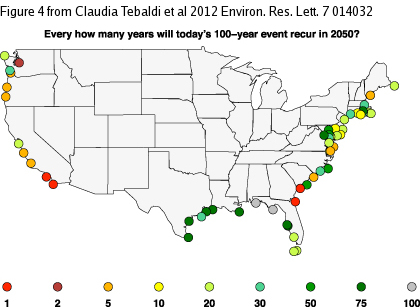 Figure 4 from Claudia Tebaldi et al 2012 Environ. Res. Lett. 7 014032
Every how many years will today's 100–year event recur in 2050?
1 2 5 10 20 30 50 75 100